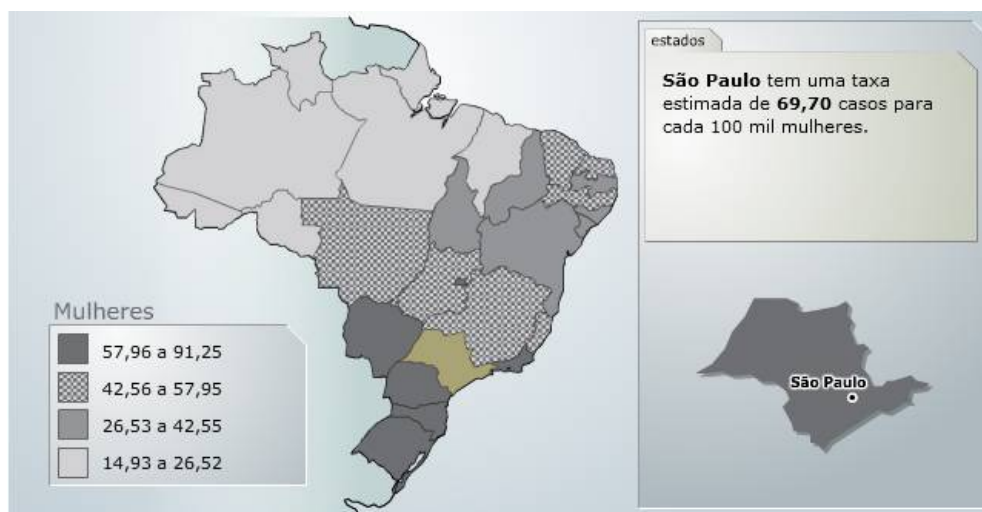 estados
São Paulo tem uma taxa
estimada de 69,70 casos para
cada 100 mil mulheres.
Mulheres
57,96 a 91,25
42,56 a 57,95
26,53 a 42,55
14,93 a 26,52
São Paulo